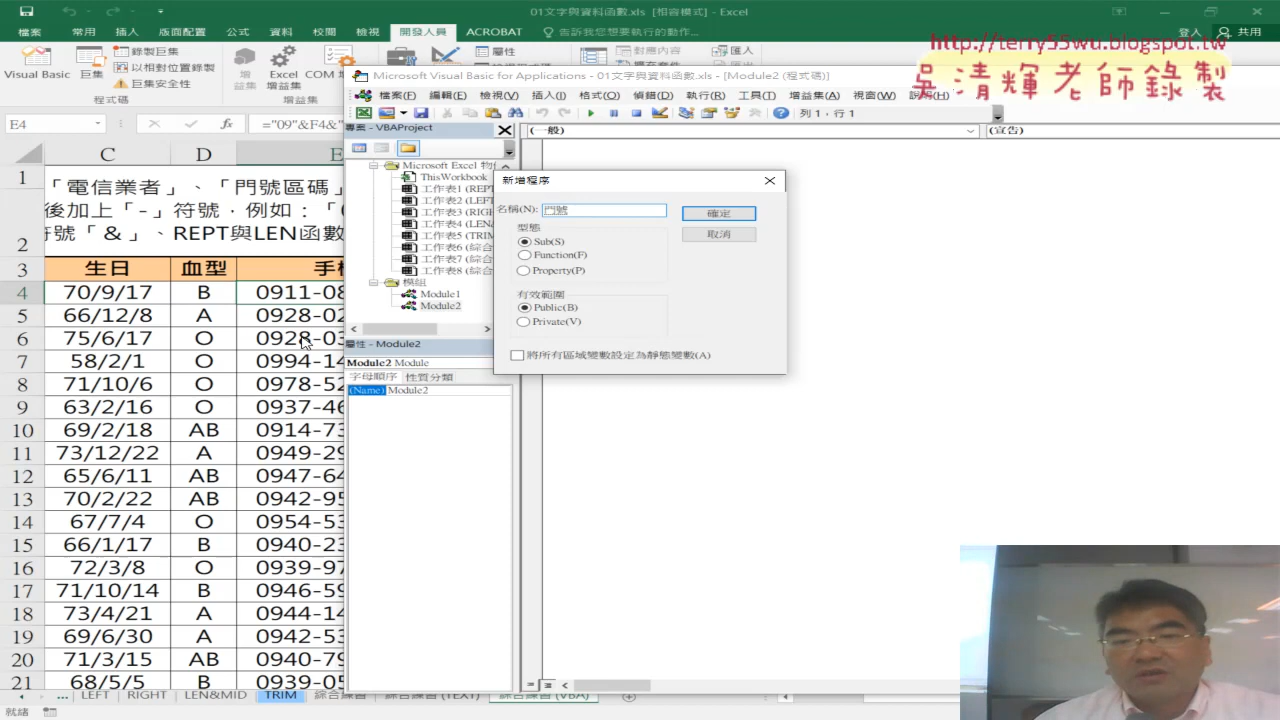 01文字與資料函數.xls [相容模式] - Excel
檔案 常用 插入 版面配置 公式 資料 校閱 檢視 開發人員 ACROBAT 告訴我您想要執行的動作... 登入 共用
http://terry55wu.blogspot.tw
吳清輝老師錄製
Visual Basic 巨集 錄製巨集 以相對位置錄製 巨集安全性 程式碼
增益集 Excel 增益集 COM 增益集
屬性 匯入
Microsoft Visual Basic for Applications - 01文字與資料函數.xls - [Module2 (程式碼)]
檔案(F) 編輯(E) 檢視(V) 插入(I) 格式(O) 偵錯(D) 執行(R) 工具(T) 增益集(A) 視窗(W) 說明(H)
列 1，行 1
E4 fx ="09"&F4&"
專案 - VBAProject
(一般) (宣告)
Microsoft Excel 物件
ThisWorkbook
工作表1 (REPT
工作表2 (LEFT
工作表3 (RIGH
工作表4 (LEN&
工作表5 (TRIM
工作表6 (綜合
工作表7 (綜合
工作表8 (綜合
模組
Module1
Module2
屬性 - Module2
Module2 Module
字母順序 性質分類
(Name) Module2
新增程序
名稱(N): 門號
確定
取消
型態
Sub(S)
Function(F)
Property(P)
有效範圍
Public(B)
Private(V)
將所有區域變數設定為靜態變數(A)
C D E
1 「電信業者」、「門號區碼」
後加上「-」符號，例如：「(
2 符號「&」、REPT與LEN函數
3 生日 血型 手機
4 70/9/17 B 0911-08
5 66/12/8 A 0928-02
6 75/6/17 O 0928-03
7 58/2/1 O 0994-14
8 71/10/6 O 0978-52
9 63/2/16 O 0937-46
10 69/2/18 AB 0914-73
11 73/12/22 A 0949-29
12 65/6/11 AB 0947-64
13 70/2/22 AB 0942-95
14 67/7/4 O 0954-53
15 66/1/17 B 0940-23
16 72/3/8 O 0939-97
17 71/10/14 B 0946-59
18 73/4/21 A 0944-14
19 69/6/30 A 0942-53
20 71/3/15 AB 0940-79
21 68/5/5 B 0939-05
... LEFT RIGHT LEN&MID TRIM 綜合練習 綜合練習 (TEXT) 綜合練習 (VBA)
就緒